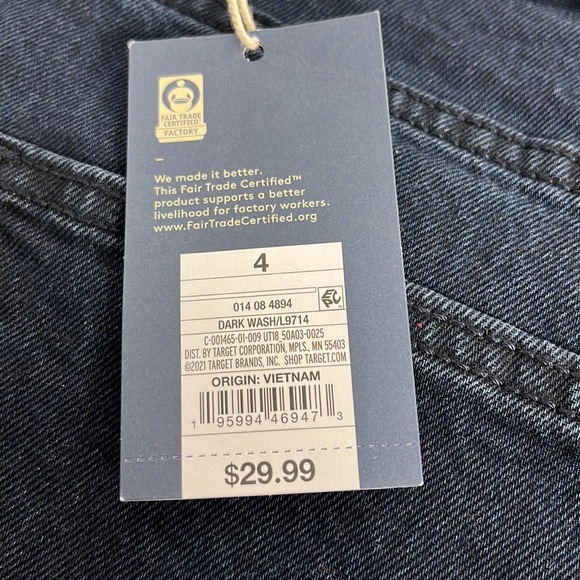 FAIR TRADE
CERTIFIED
FACTORY
–
We made it better.
This Fair Trade Certified™
product supports a better
livelihood for factory workers.
www.FairTradeCertified.org
4
014 08 4894
EPC
DARK WASH/L9714
C-001465-01-009 UT18_50A03-0025
DIST. BY TARGET CORPORATION, MPLS., MN 55403
©2021 TARGET BRANDS, INC. SHOP TARGET.COM
ORIGIN: VIETNAM
1 95994 46947 3
$29.99